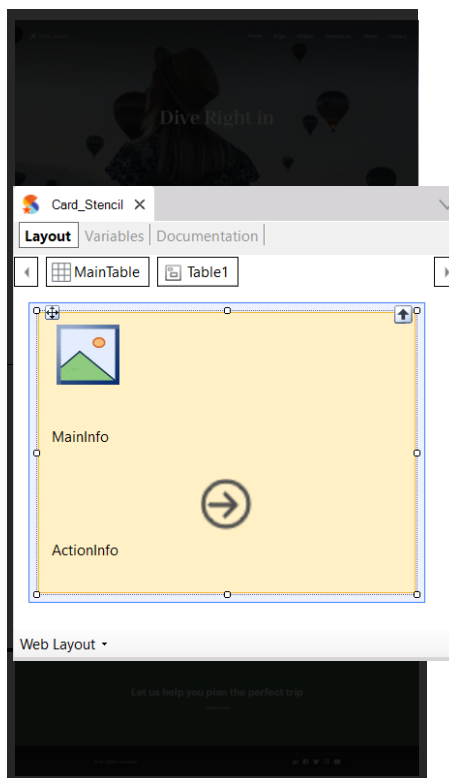 Dive Right in
Card_Stencil
Layout Variables Documentation
MainTable Table1
MainInfo
ActionInfo
Web Layout
Let us help you plan the perfect trip